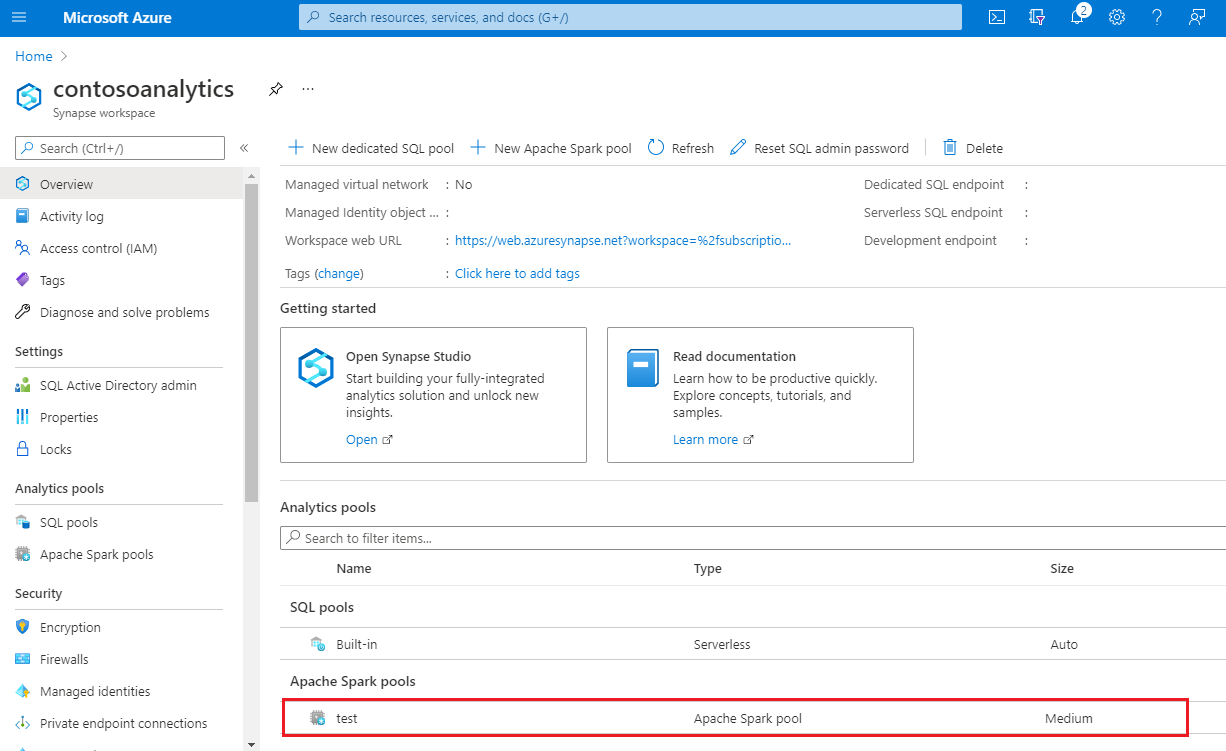 Microsoft Azure
Search resources, services, and docs (G+/)
2
Home
contosoanalytics
Synapse workspace
Search (Ctrl+/)
Overview
Activity log
Access control (IAM)
Tags
Diagnose and solve problems
Settings
SQL Active Directory admin
Properties
Locks
Analytics pools
SQL pools
Apache Spark pools
Security
Encryption
Firewalls
Managed identities
Private endpoint connections
New dedicated SQL pool
New Apache Spark pool
Refresh
Reset SQL admin password
Delete
Managed virtual network : No
Managed Identity object ... :
Workspace web URL : https://web.azuresynapse.net?workspace=%2fsubscriptio...
Tags (change) : Click here to add tags
Dedicated SQL endpoint :
Serverless SQL endpoint :
Development endpoint :
Getting started
Open Synapse Studio
Start building your fully-integrated
analytics solution and unlock new
insights.
Open
Read documentation
Learn how to be productive quickly.
Explore concepts, tutorials, and
samples.
Learn more
Analytics pools
Search to filter items...
Name Type Size
SQL pools
Built-in Serverless Auto
Apache Spark pools
test Apache Spark pool Medium